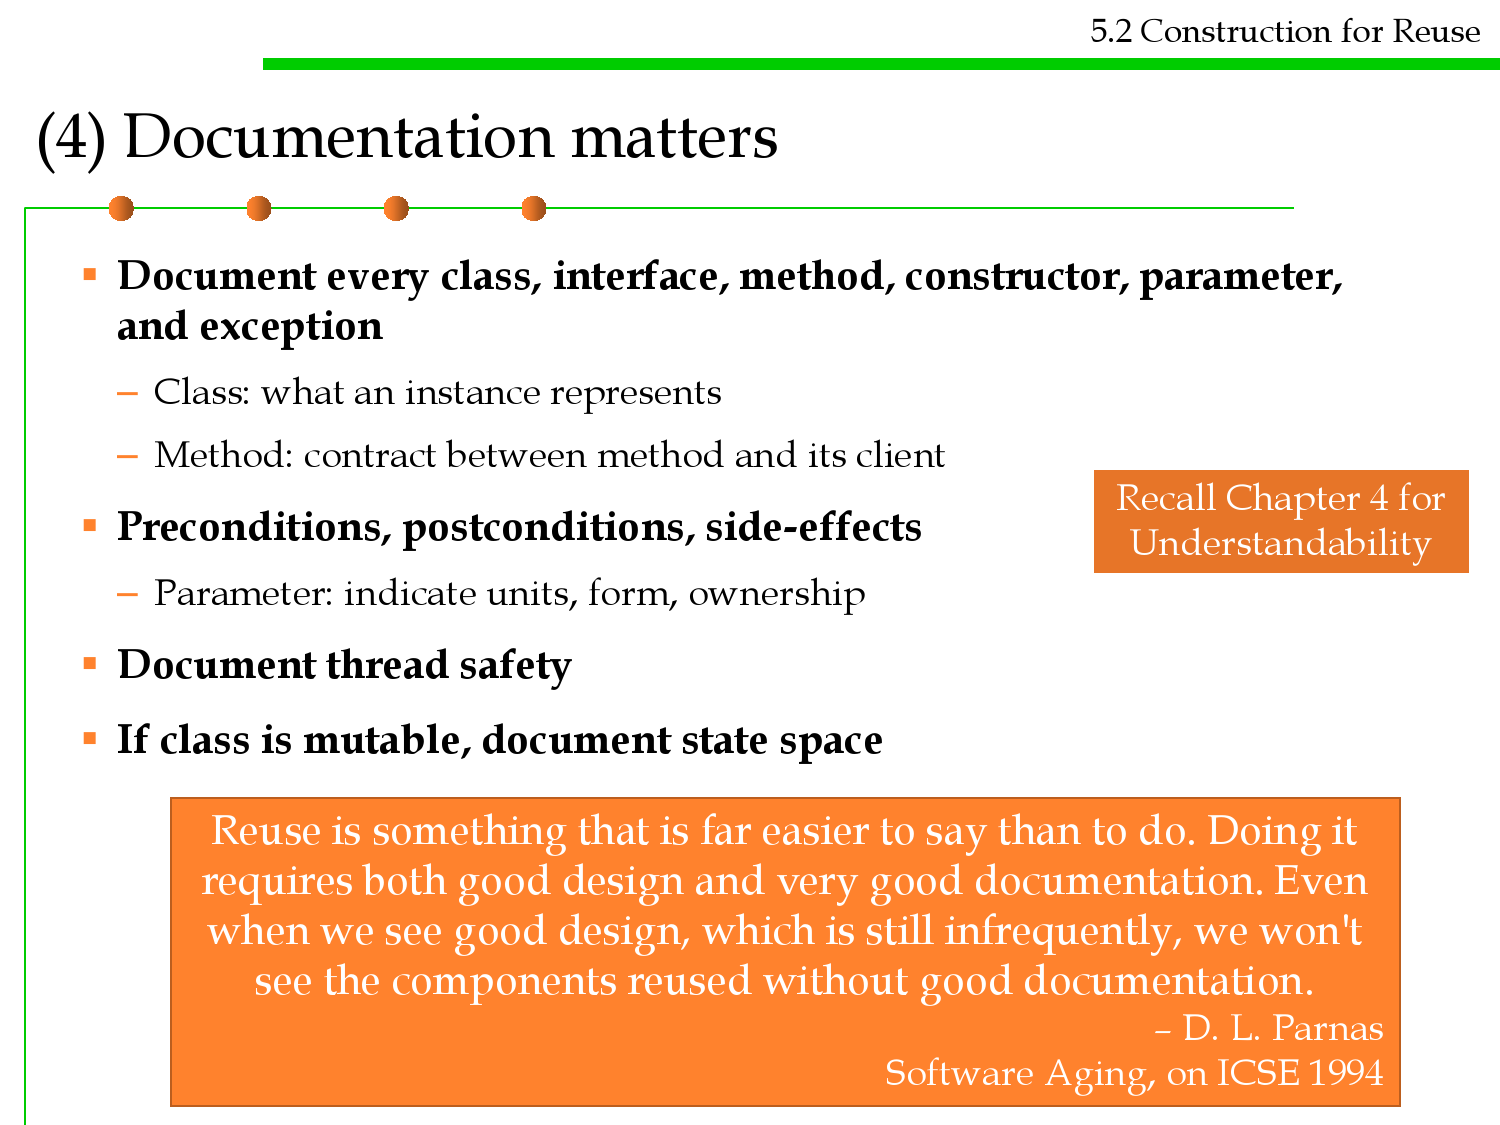 5.2 Construction for Reuse
(4) Documentation matters
▪ Document every class, interface, method, constructor, parameter,
and exception
– Class: what an instance represents
– Method: contract between method and its client
Recall Chapter 4 for
Understandability
▪ Preconditions, postconditions, side-effects
– Parameter: indicate units, form, ownership
▪ Document thread safety
▪ If class is mutable, document state space
Reuse is something that is far easier to say than to do. Doing it
requires both good design and very good documentation. Even
when we see good design, which is still infrequently, we won't
see the components reused without good documentation.
– D. L. Parnas
Software Aging, on ICSE 1994